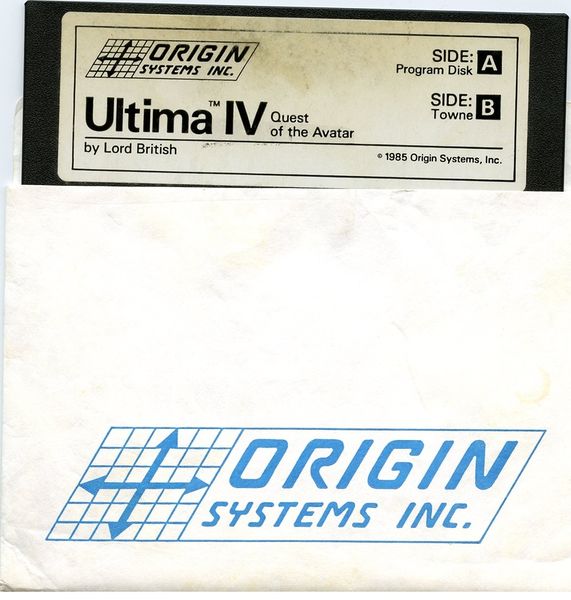 ORIGIN
SYSTEMS INC.
SIDE: A
Program Disk
Ultima™ IV Quest
of the Avatar
SIDE: B
Towne
by Lord British
© 1985 Origin Systems, Inc.
ORIGIN
SYSTEMS INC.